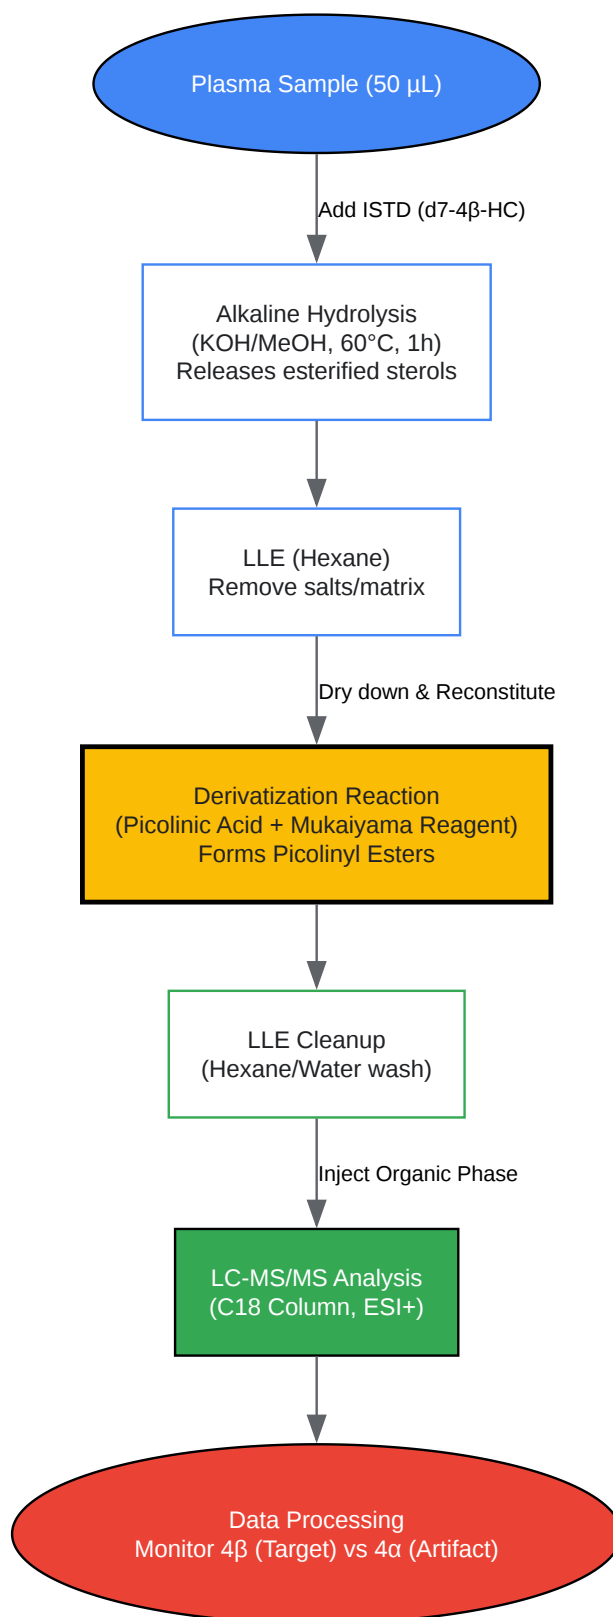 Plasma Sample (50 µL)
Add ISTD (d7-4β-HC)
Alkaline Hydrolysis
(KOH/MeOH, 60°C, 1h)
Releases esterified sterols
LLE (Hexane)
Remove salts/matrix
Dry down & Reconstitute
Derivatization Reaction
(Picolinic Acid + Mukaiyama Reagent)
Forms Picolinyl Esters
LLE Cleanup
(Hexane/Water wash)
Inject Organic Phase
LC-MS/MS Analysis
(C18 Column, ESI+)
Data Processing
Monitor 4β (Target) vs 4α (Artifact)